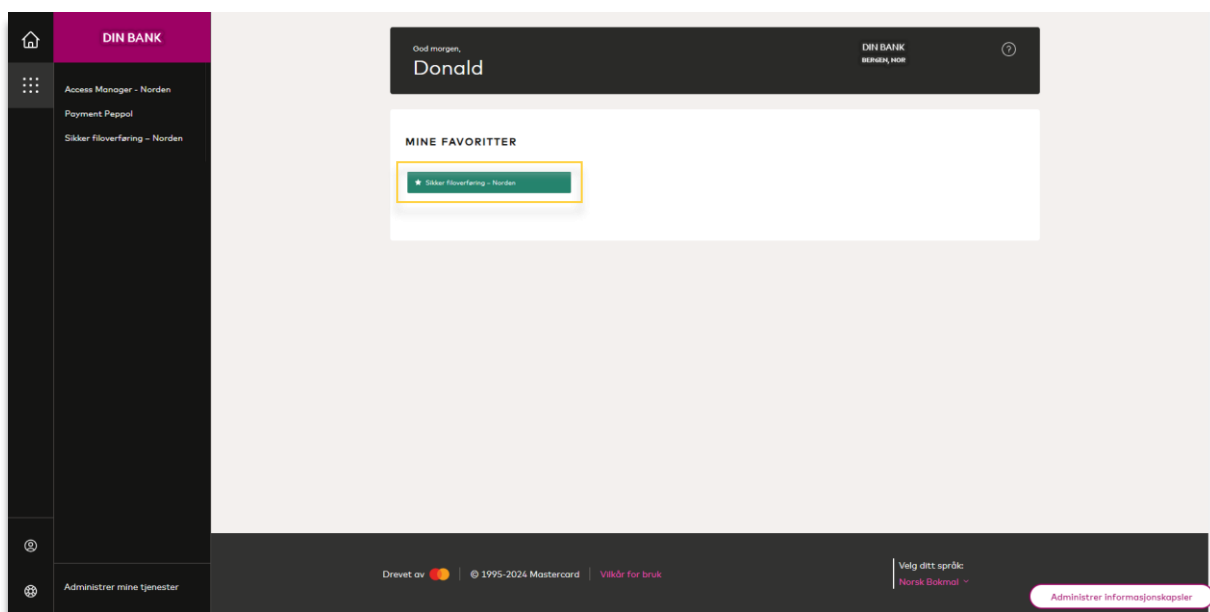 DIN BANK
Access Manager - Norden
Payment Peppol
Sikker filoverføring – Norden
Administrer mine tjenester
God morgen,
Donald
DIN BANK
BERGEN, NOR
?
MINE FAVORITTER
★ Sikker filoverføring – Norden
Drevet av | © 1995-2024 Mastercard | Vilkår for bruk
Velg ditt språk:
Norsk Bokmal
Administrer informasjonskapsler